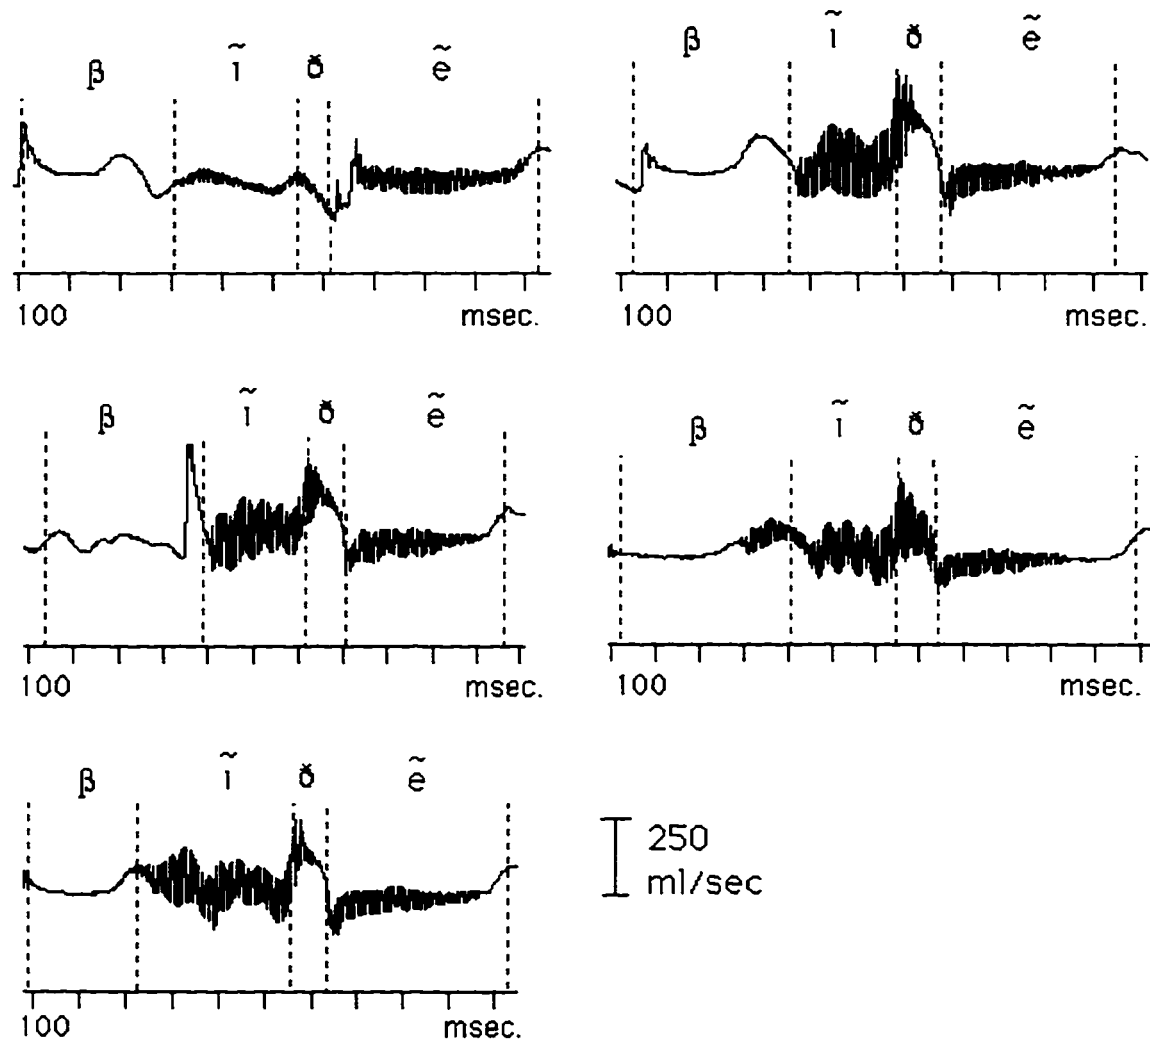 β ĩ ð ẽ
100 msec.
β ĩ ð ẽ
100 msec.
β ĩ ð ẽ
100 msec.
β ĩ ð ẽ
100 msec.
β ĩ ð ẽ
100 msec.
250
ml/sec